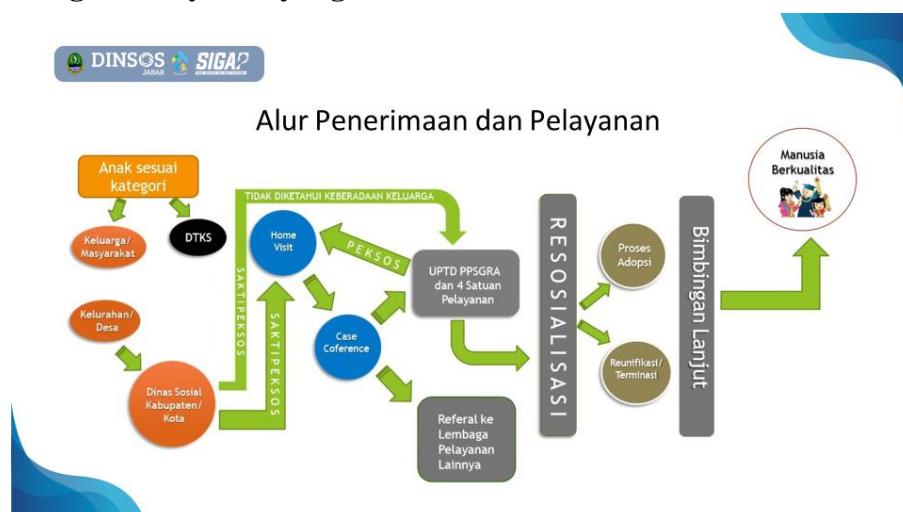 DINSOS
JABAR
SIGAP
Alur Penerimaan dan Pelayanan
Anak sesuai
kategori
Keluarga/
Masyarakat
DTKS
Kelurahan/
Desa
Dinas Sosial
Kabupaten/
Kota
SAKTIPEKSOS
SAKTIPEKSOS
TIDAK DIKETAHUI KEBERADAAN KELUARGA
Home
Visit
PEKSOS
Case
Coference
UPTD PPSGRA
dan 4 Satuan
Pelayanan
Referal ke
Lembaga
Pelayanan
Lainnya
RESOSIALISASI
Proses
Adopsi
Reunifikasi/
Terminasi
Bimbingan Lanjut
Manusia
Berkualitas